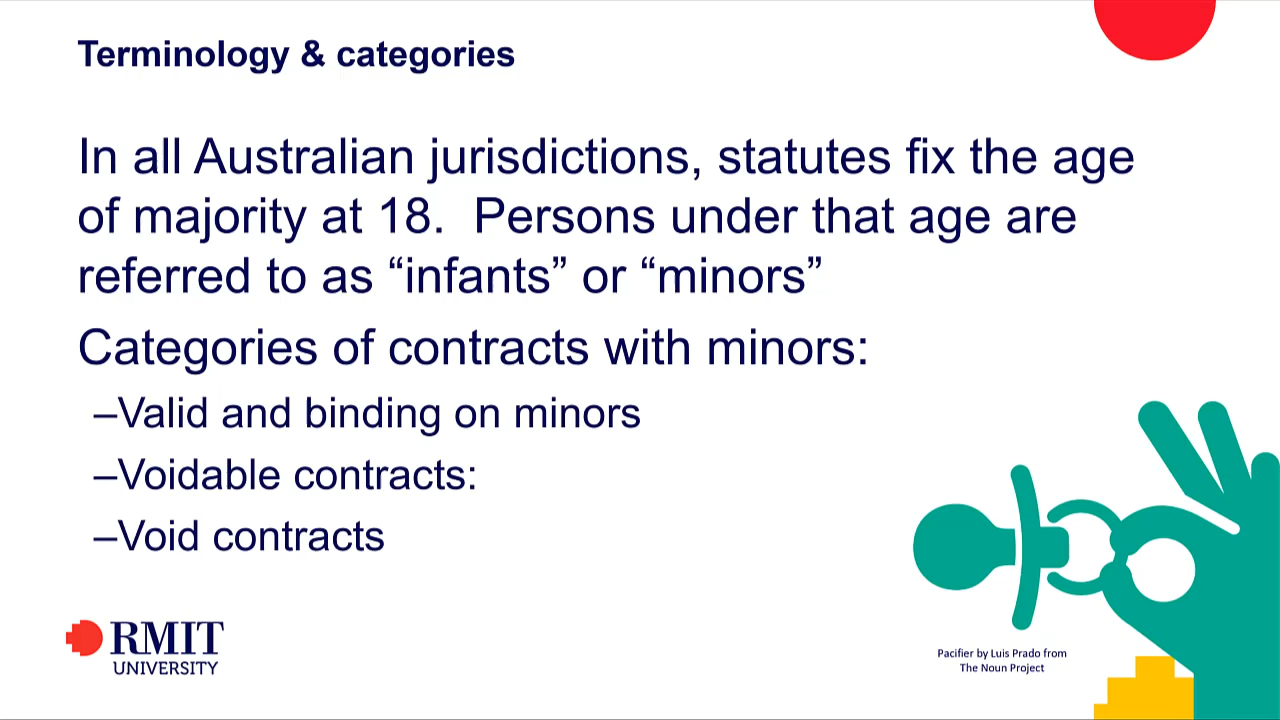 Terminology & categories
In all Australian jurisdictions, statutes fix the age
of majority at 18.  Persons under that age are
referred to as “infants” or “minors”
Categories of contracts with minors:
–Valid and binding on minors
–Voidable contracts:
–Void contracts
RMIT
UNIVERSITY
Pacifier by Luis Prado from
The Noun Project